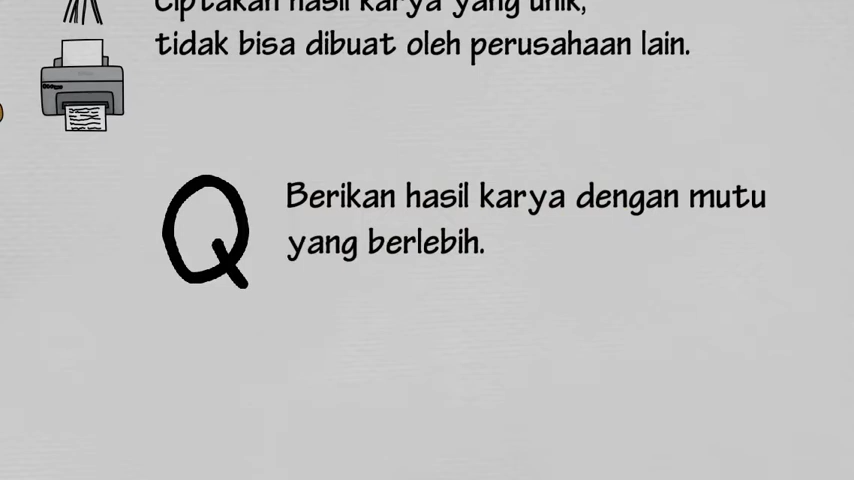 Ciptakan hasil karya yang unik,
tidak bisa dibuat oleh perusahaan lain.
Q
Berikan hasil karya dengan mutu
yang berlebih.